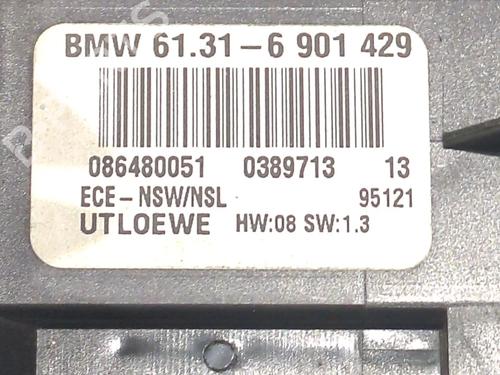 BMW 61.31-6 901 429
086480051 0389713 13
ECE-NSW/NSL 95121
UTLOEWE HW:08 SW:1.3